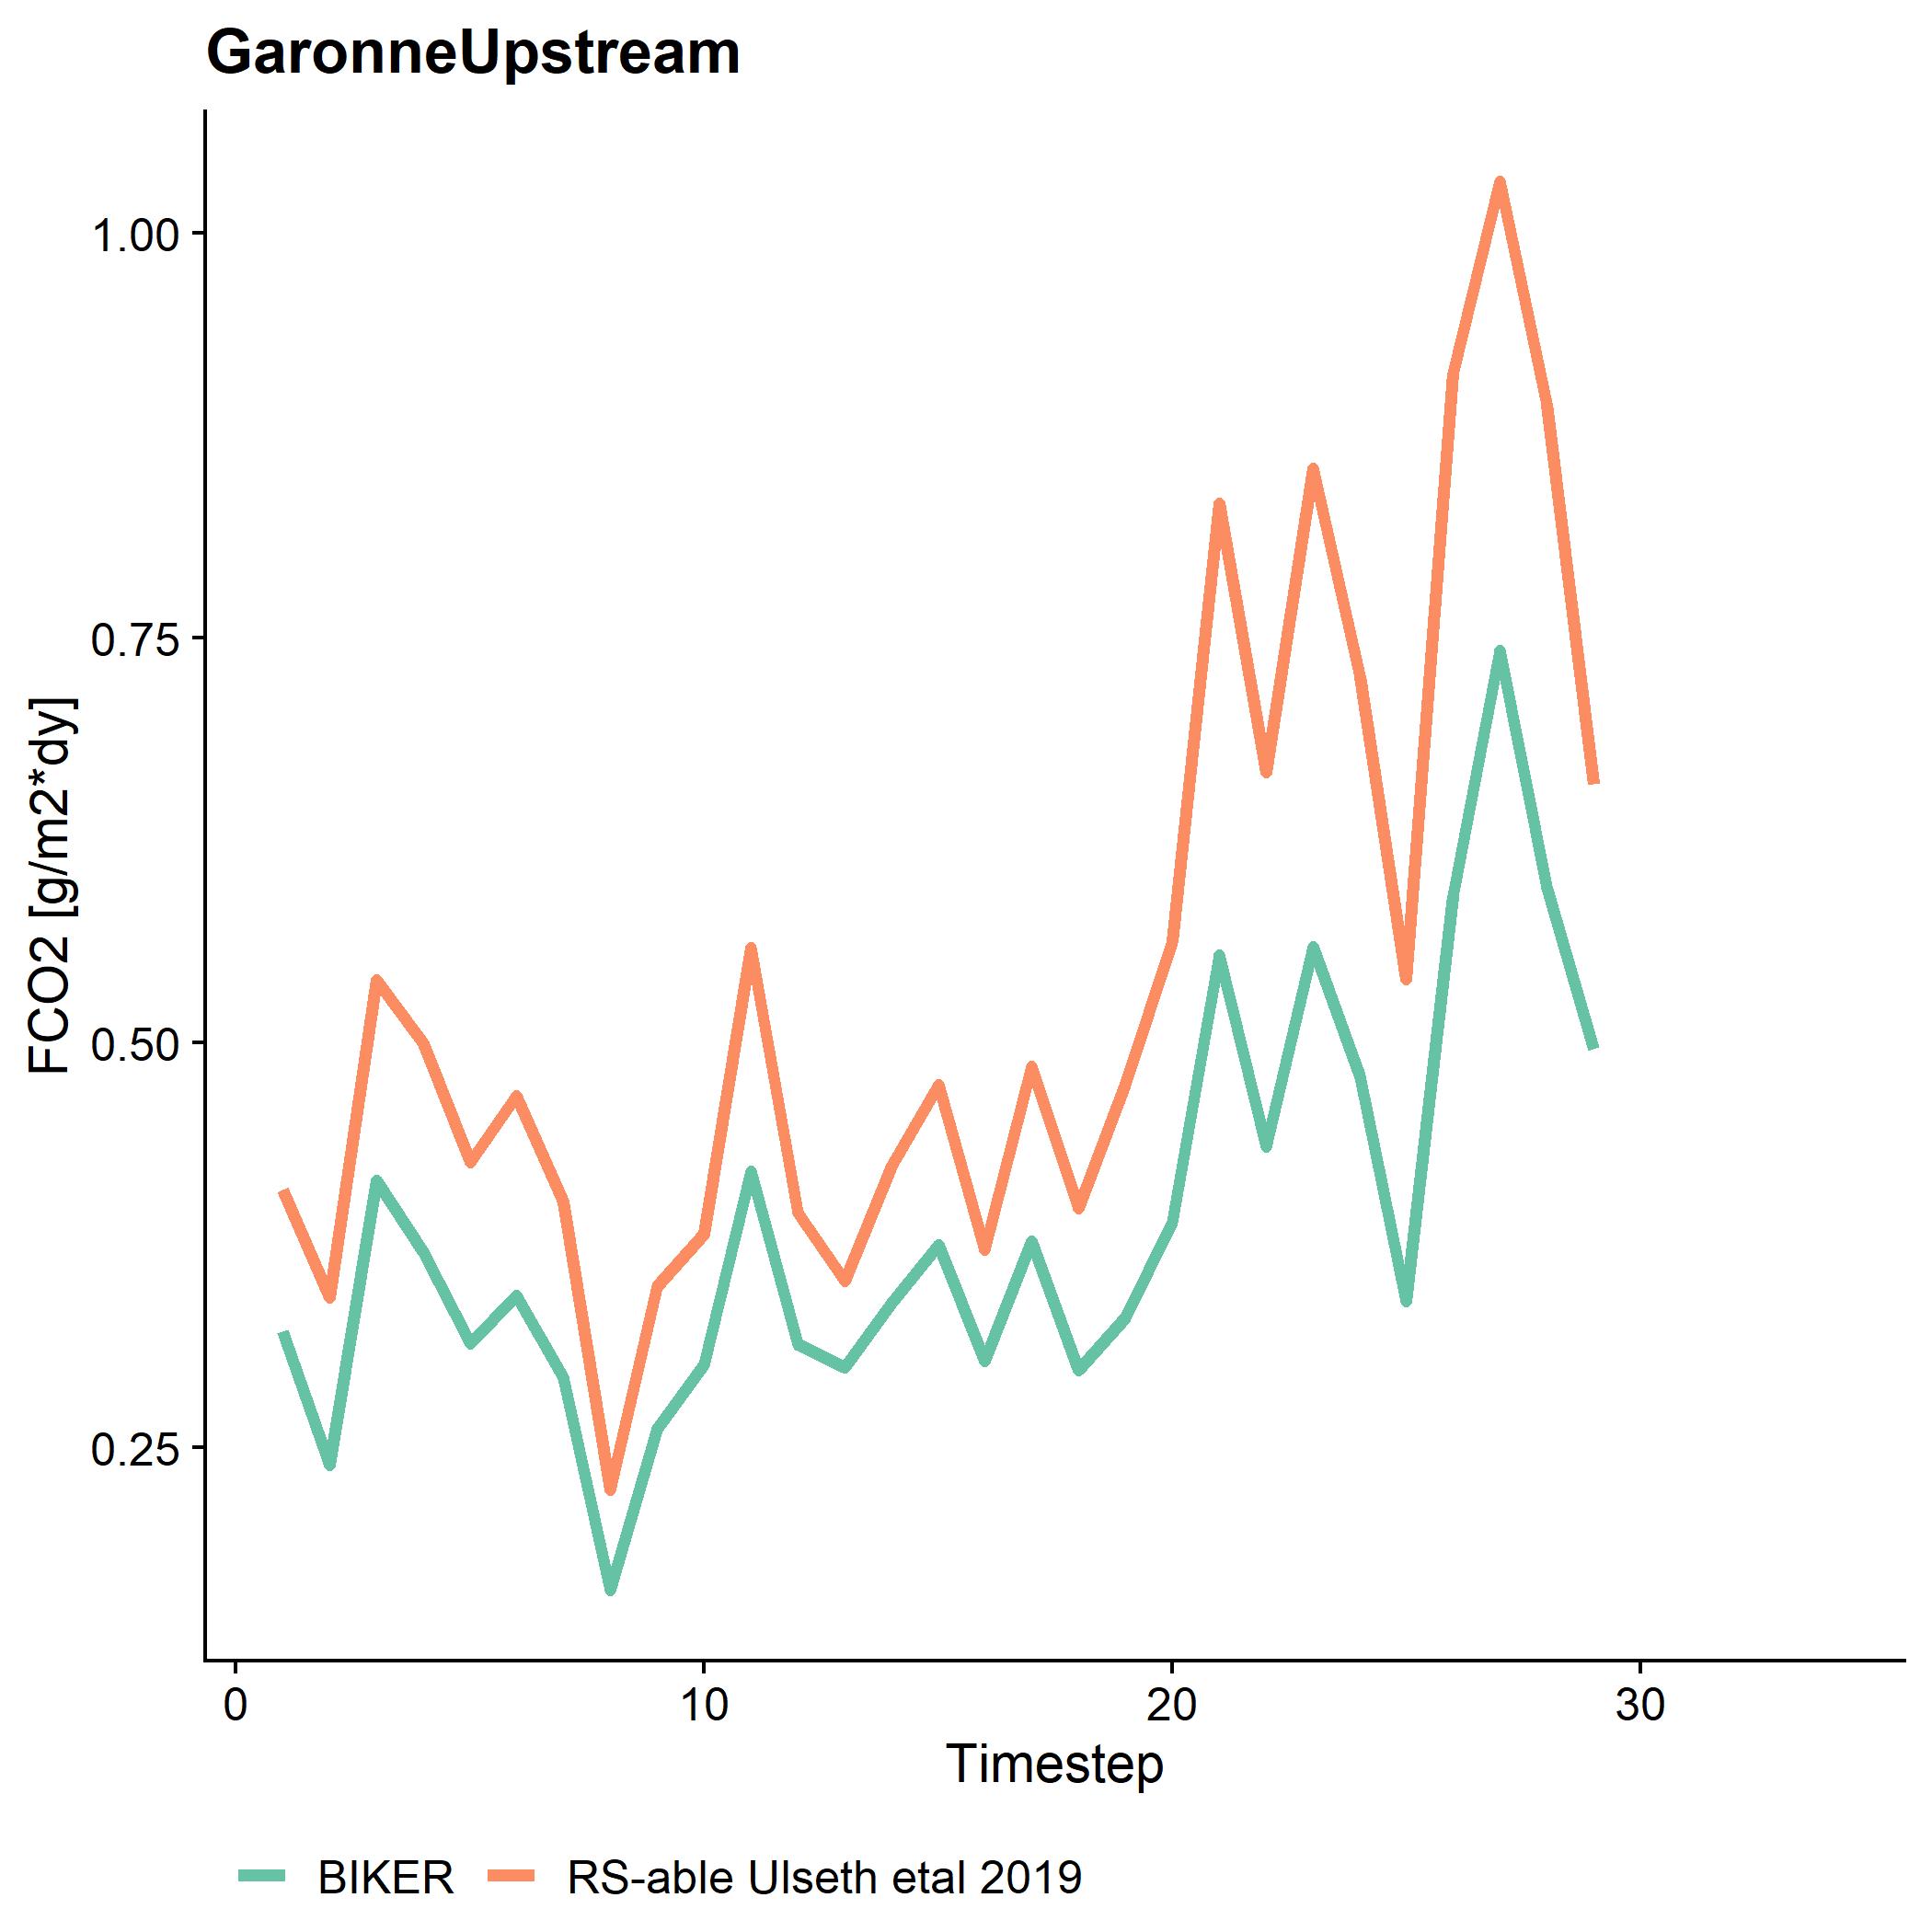 GaronneUpstream
FCO2 [g/m2*dy]
1.00
0.75
0.50
0.25
0 10 20 30
Timestep
BIKER RS-able Ulseth etal 2019